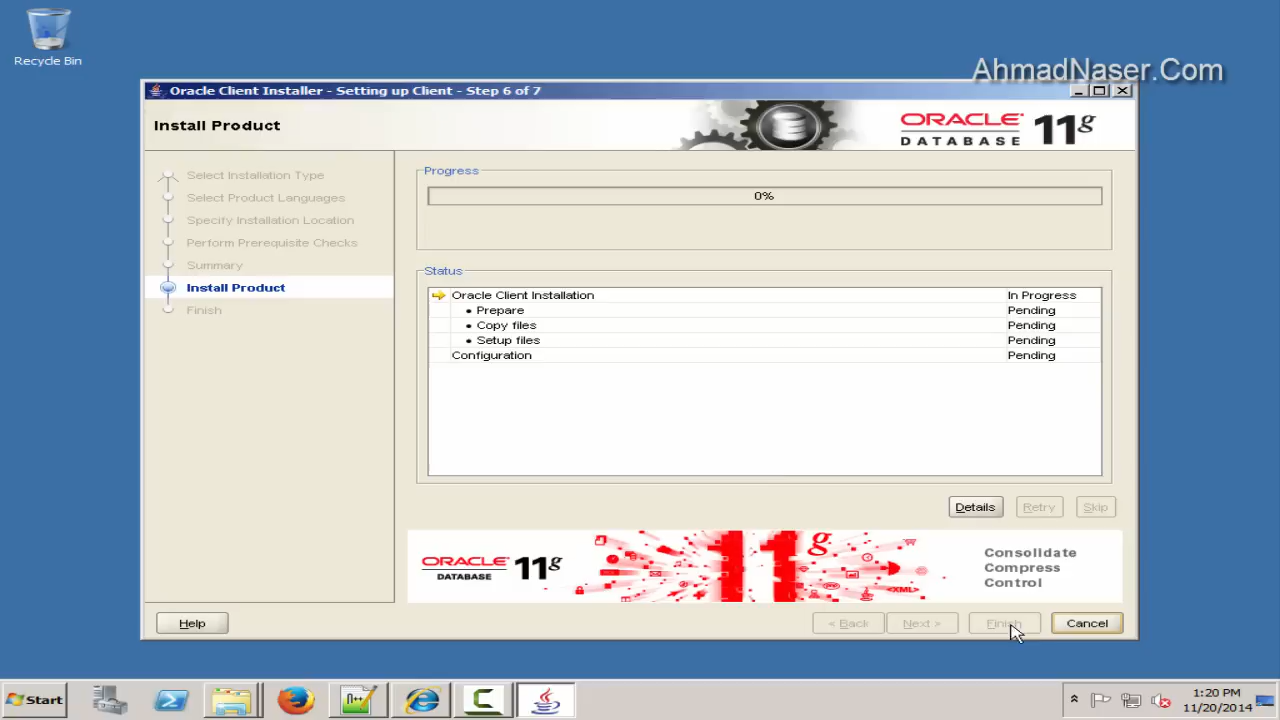 Recycle Bin
AhmadNaser.Com
Oracle Client Installer - Setting up Client - Step 6 of 7
Install Product
ORACLE DATABASE 11g
Select Installation Type
Select Product Languages
Specify Installation Location
Perform Prerequisite Checks
Summary
Install Product
Finish
Progress
0%
Status
Oracle Client Installation In Progress
• Prepare Pending
• Copy files Pending
• Setup files Pending
Configuration Pending
Details Retry Skip
ORACLE DATABASE 11g
11g
<XML>
Consolidate
Compress
Control
Help < Back Next > Finish Cancel
Start
1:20 PM
11/20/2014